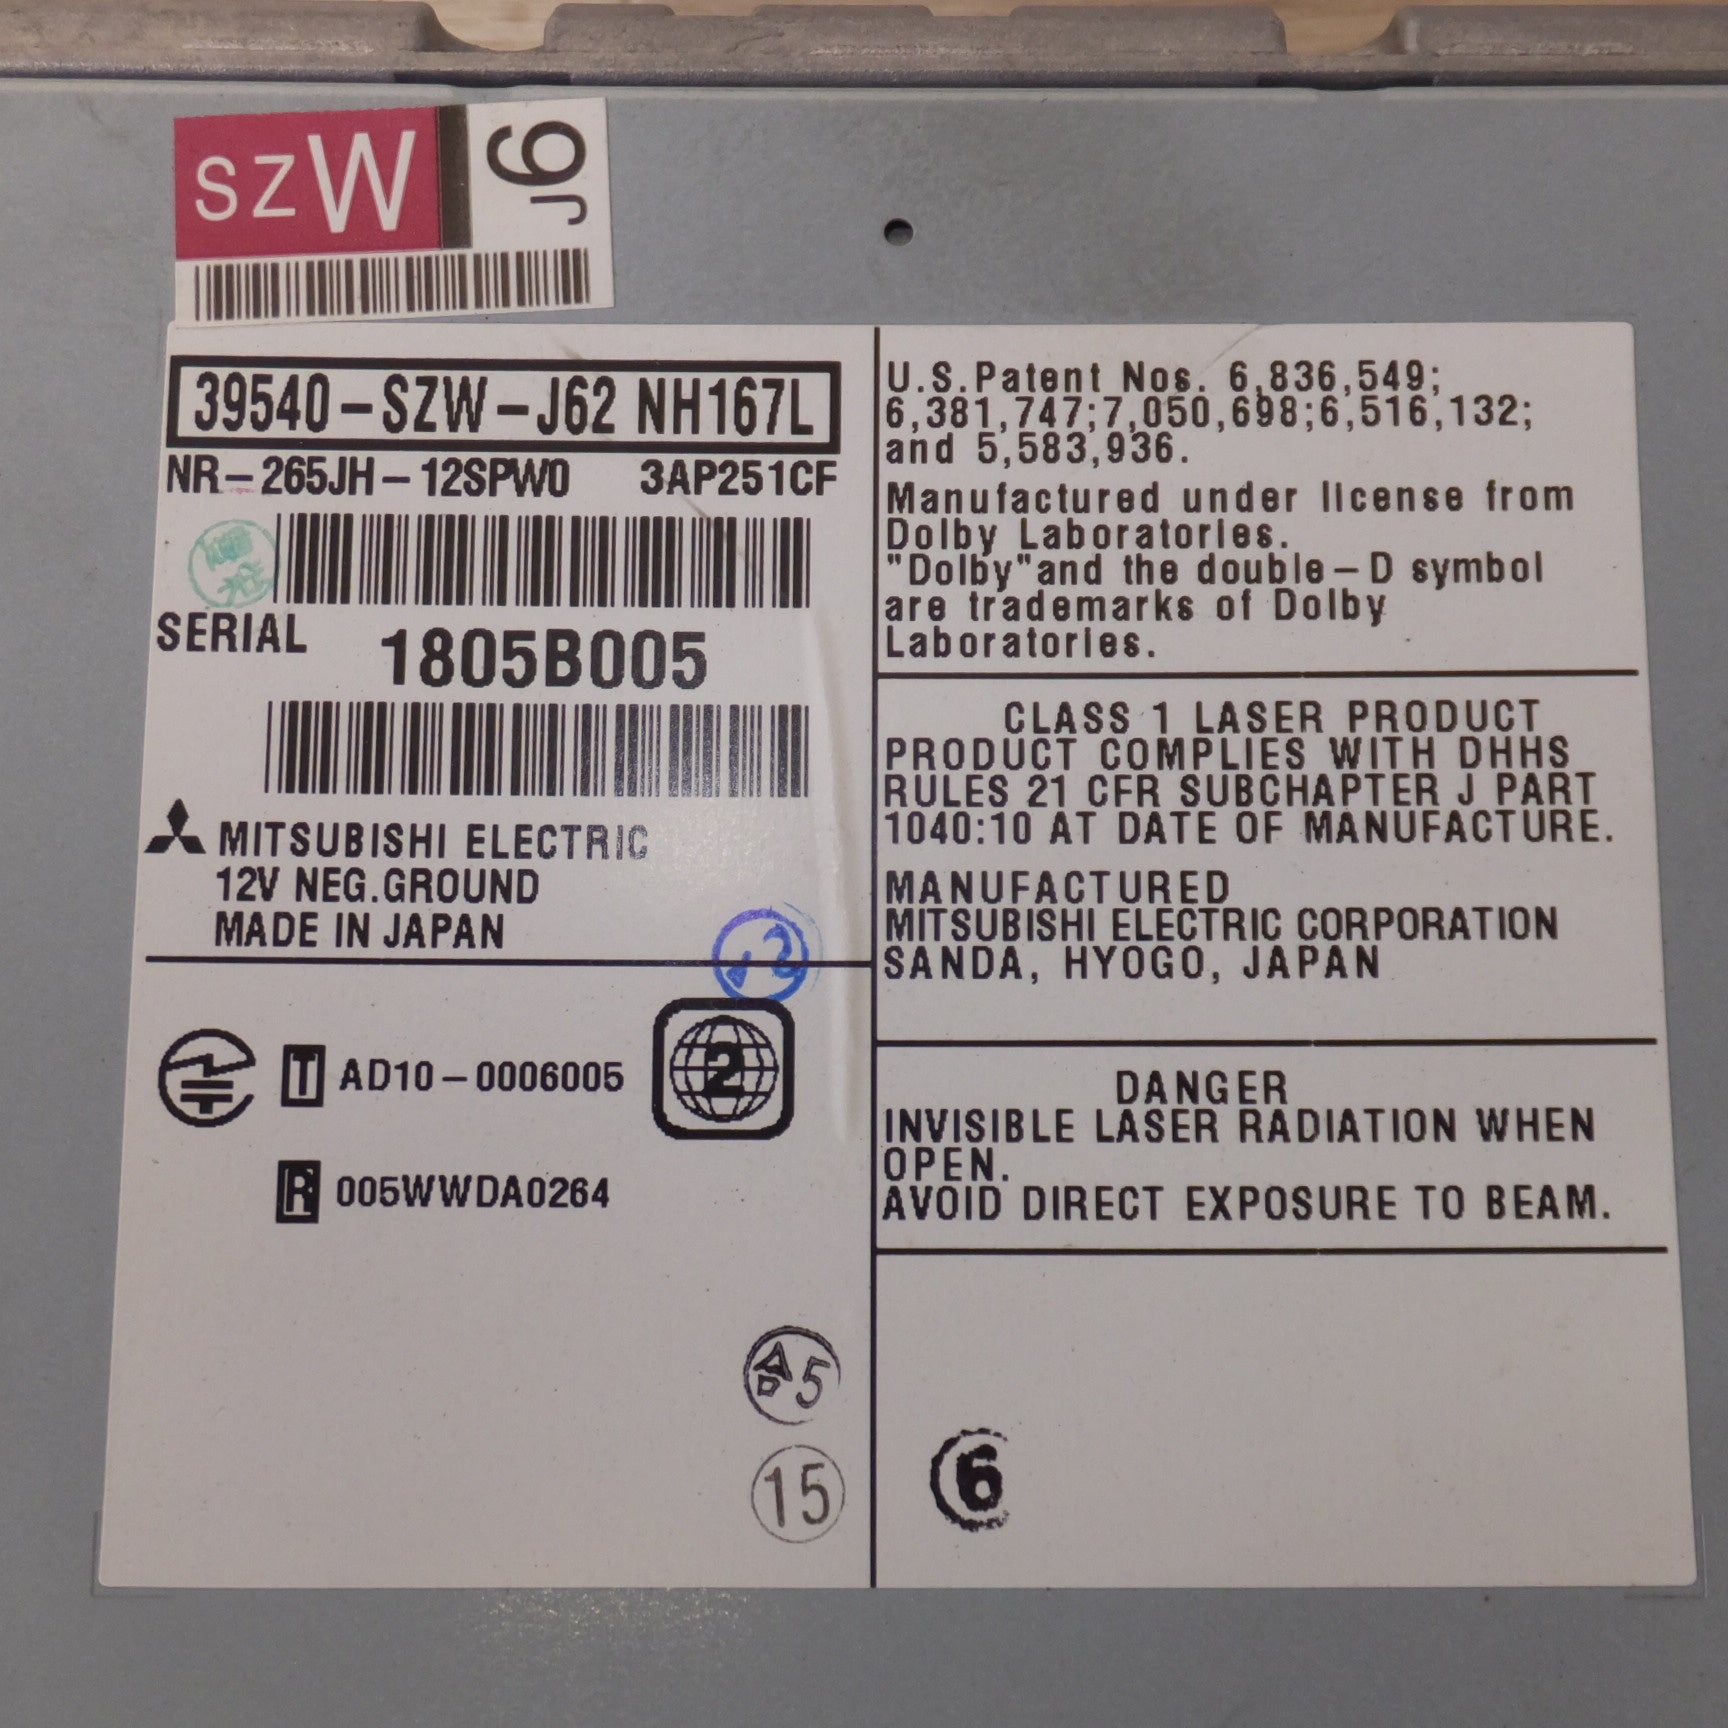 SZW J6
39540-SZW-J62 NH167L
NR-265JH-12SPW0 3AP251CF
SERIAL 1805B005
MITSUBISHI ELECTRIC
12V NEG.GROUND
MADE IN JAPAN
T AD10-0006005
2
R 005WWDA0264
5
15
U.S.Patent Nos. 6,836,549;
6,381,747;7,050,698;6,516,132;
and 5,583,936.
Manufactured under license from
Dolby Laboratories.
"Dolby"and the double-D symbol
are trademarks of Dolby
Laboratories.
CLASS 1 LASER PRODUCT
PRODUCT COMPLIES WITH DHHS
RULES 21 CFR SUBCHAPTER J PART
1040:10 AT DATE OF MANUFACTURE.
MANUFACTURED
MITSUBISHI ELECTRIC CORPORATION
SANDA, HYOGO, JAPAN
DANGER
INVISIBLE LASER RADIATION WHEN
OPEN.
AVOID DIRECT EXPOSURE TO BEAM.
6